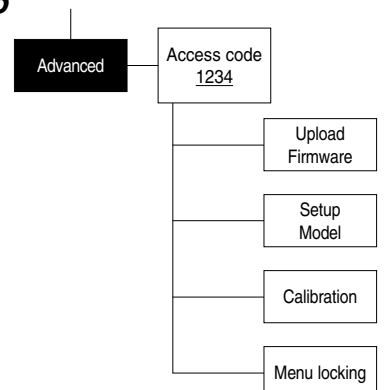 Advanced
Access code
1234
Upload
Firmware
Setup
Model
Calibration
Menu locking